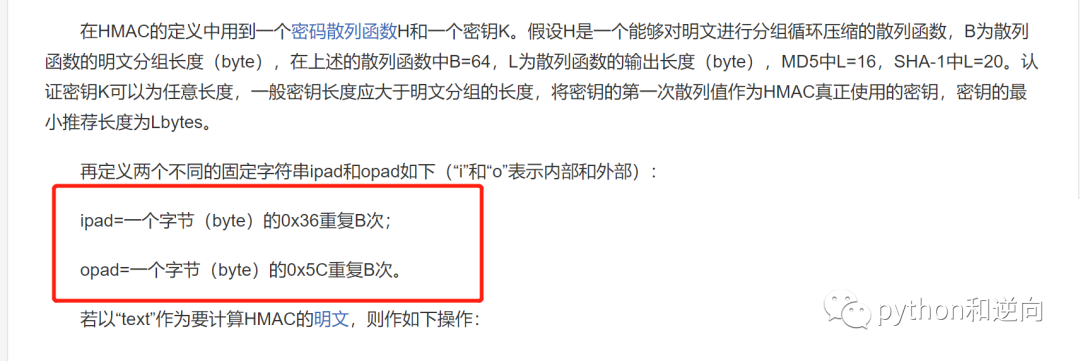 在HMAC的定义中用到一个密码散列函数H和一个密钥K。假设H是一个能够对明文进行分组循环压缩的散列函数，B为散列
函数的明文分组长度（byte），在上述的散列函数中B=64，L为散列函数的输出长度（byte），MD5中L=16，SHA-1中L=20。认
证密钥K可以为任意长度，一般密钥长度应大于明文分组的长度，将密钥的第一次散列值作为HMAC真正使用的密钥，密钥的最
小推荐长度为Lbytes。
再定义两个不同的固定字符串ipad和opad如下（“i”和“o”表示内部和外部）：
ipad=一个字节（byte）的0x36重复B次；
opad=一个字节（byte）的0x5C重复B次。
若以“text”作为要计算HMAC的明文，则作如下操作：
python和逆向